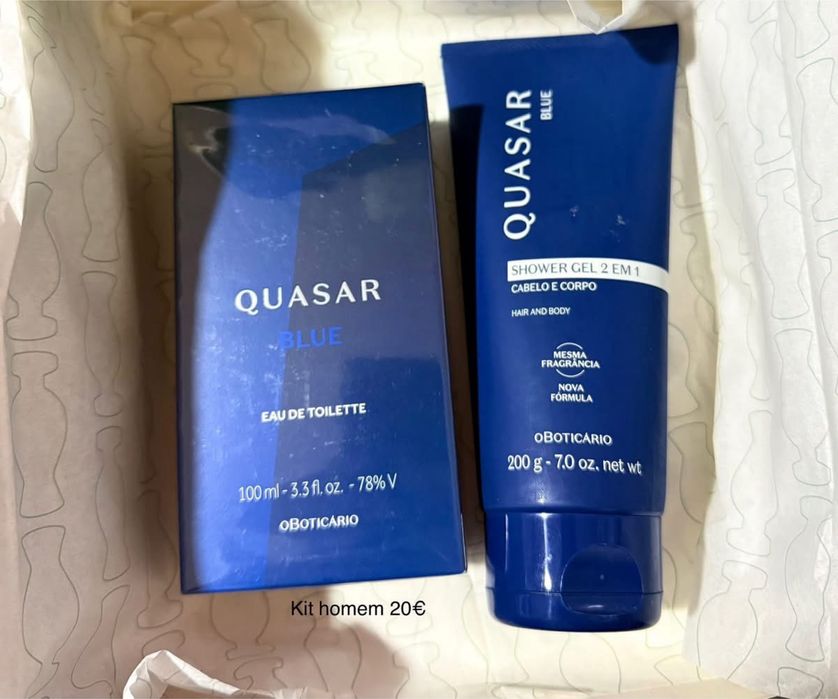 QUASAR
BLUE
EAU DE TOILETTE
100 ml - 3.3 fl. oz. - 78% V
oBOTICÁRIO
QUASAR
BLUE
SHOWER GEL 2 EM 1
CABELO E CORPO
HAIR AND BODY
MESMA
FRAGRÂNCIA
NOVA
FÓRMULA
oBOTICÁRIO
200 g - 7.0 oz. net wt
Kit homem 20€